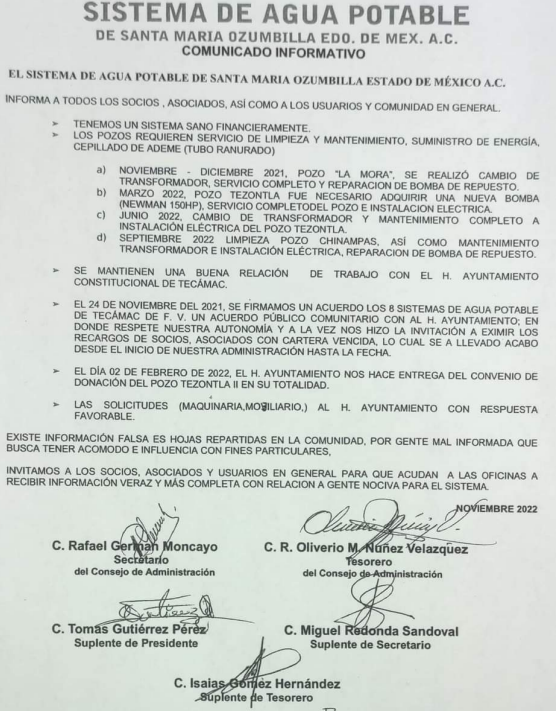 SISTEMA DE AGUA POTABLE
DE SANTA MARIA OZUMBILLA EDO. DE MEX. A.C.
COMUNICADO INFORMATIVO
EL SISTEMA DE AGUA POTABLE DE SANTA MARIA OZUMBILLA ESTADO DE MÉXICO A.C.
INFORMA A TODOS LOS SOCIOS , ASOCIADOS, ASÍ COMO A LOS USUARIOS Y COMUNIDAD EN GENERAL.
➢ TENEMOS UN SISTEMA SANO FINANCIERAMENTE.
➢ LOS POZOS REQUIEREN SERVICIO DE LIMPIEZA Y MANTENIMIENTO, SUMINISTRO DE ENERGÍA,
CEPILLADO DE ADEME (TUBO RANURADO)
a) NOVIEMBRE - DICIEMBRE 2021, POZO "LA MORA", SE REALIZÓ CAMBIO DE
TRANSFORMADOR, SERVICIO COMPLETO Y REPARACION DE BOMBA DE REPUESTO.
b) MARZO 2022, POZO TEZONTLA FUE NECESARIO ADQUIRIR UNA NUEVA BOMBA
(NEWMAN 150HP), SERVICIO COMPLETODEL POZO E INSTALACION ELECTRICA.
c) JUNIO 2022, CAMBIO DE TRANSFORMADOR Y MANTENIMIENTO COMPLETO A
INSTALACIÓN ELÉCTRICA DEL POZO TEZONTLA.
d) SEPTIEMBRE 2022 LIMPIEZA POZO CHINAMPAS, ASÍ COMO MANTENIMIENTO
TRANSFORMADOR E INSTALACIÓN ELÉCTRICA, REPARACION DE BOMBA DE REPUESTO.
➢ SE MANTIENEN UNA BUENA RELACIÓN DE TRABAJO CON EL H. AYUNTAMIENTO
CONSTITUCIONAL DE TECÁMAC.
➢ EL 24 DE NOVIEMBRE DEL 2021, SE FIRMAMOS UN ACUERDO LOS 8 SISTEMAS DE AGUA POTABLE
DE TECÁMAC DE F. V. UN ACUERDO PÚBLICO COMUNITARIO CON AL H. AYUNTAMIENTO; EN
DONDE RESPETE NUESTRA AUTONOMÍA Y A LA VEZ NOS HIZO LA INVITACIÓN A EXIMIR LOS
RECARGOS DE SOCIOS, ASOCIADOS CON CARTERA VENCIDA, LO CUAL SE A LLEVADO ACABO
DESDE EL INICIO DE NUESTRA ADMINISTRACIÓN HASTA LA FECHA.
➢ EL DÍA 02 DE FEBRERO DE 2022, EL H. AYUNTAMIENTO NOS HACE ENTREGA DEL CONVENIO DE
DONACIÓN DEL POZO TEZONTLA II EN SU TOTALIDAD.
➢ LAS SOLICITUDES (MAQUINARIA,MOBILIARIO,) AL H. AYUNTAMIENTO CON RESPUESTA
FAVORABLE.
EXISTE INFORMACIÓN FALSA ES HOJAS REPARTIDAS EN LA COMUNIDAD, POR GENTE MAL INFORMADA QUE
BUSCA TENER ACOMODO E INFLUENCIA CON FINES PARTICULARES,
INVITAMOS A LOS SOCIOS, ASOCIADOS Y USUARIOS EN GENERAL PARA QUE ACUDAN A LAS OFICINAS A
RECIBIR INFORMACIÓN VERAZ Y MÁS COMPLETA CON RELACION A GENTE NOCIVA PARA EL SISTEMA.
NOVIEMBRE 2022
C. Rafael Germán Moncayo
Secretario
del Consejo de Administración
C. R. Oliverio M. Núñez Velazquez
Tesorero
del Consejo de Administración
C. Tomás Gutiérrez Pérez
Suplente de Presidente
C. Miguel Redonda Sandoval
Suplente de Secretario
C. Isaias Gómez Hernández
Suplente de Tesorero